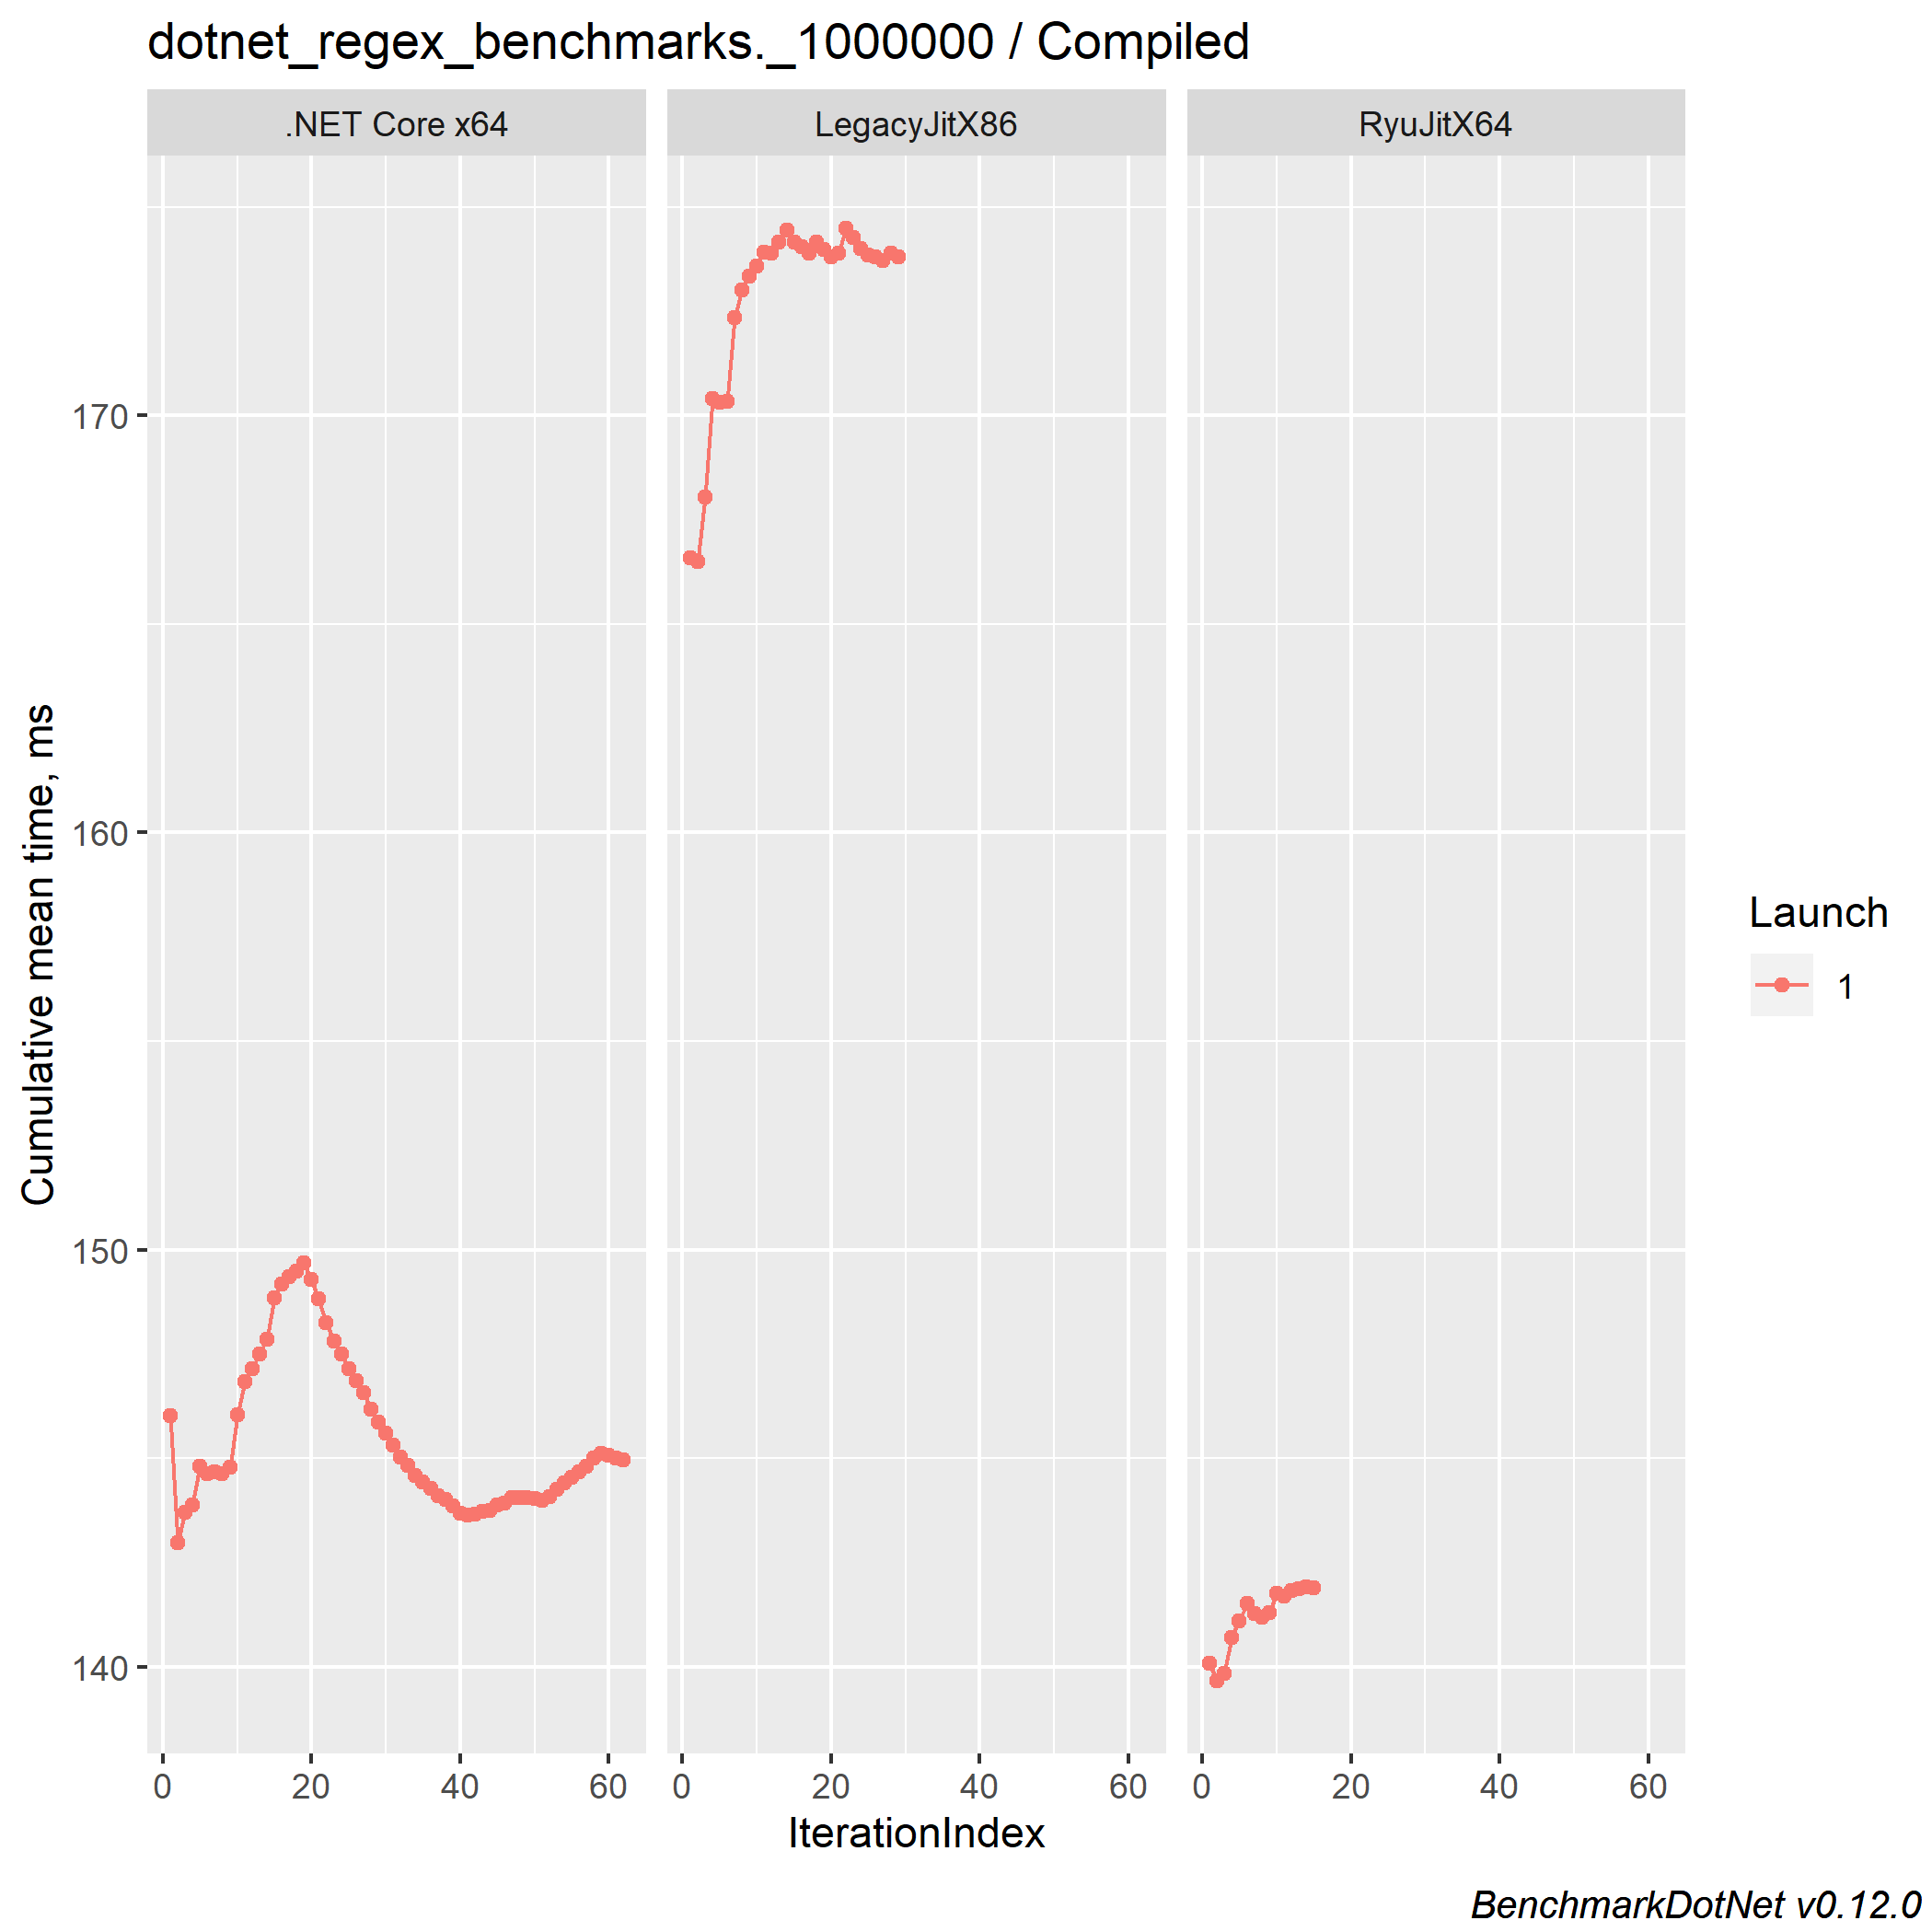 dotnet_regex_benchmarks._1000000 / Compiled
.NET Core x64
LegacyJitX86
RyuJitX64
Cumulative mean time, ms
170
160
150
140
0 20 40 60
0 20 40 60
0 20 40 60
IterationIndex
Launch
1
BenchmarkDotNet v0.12.0